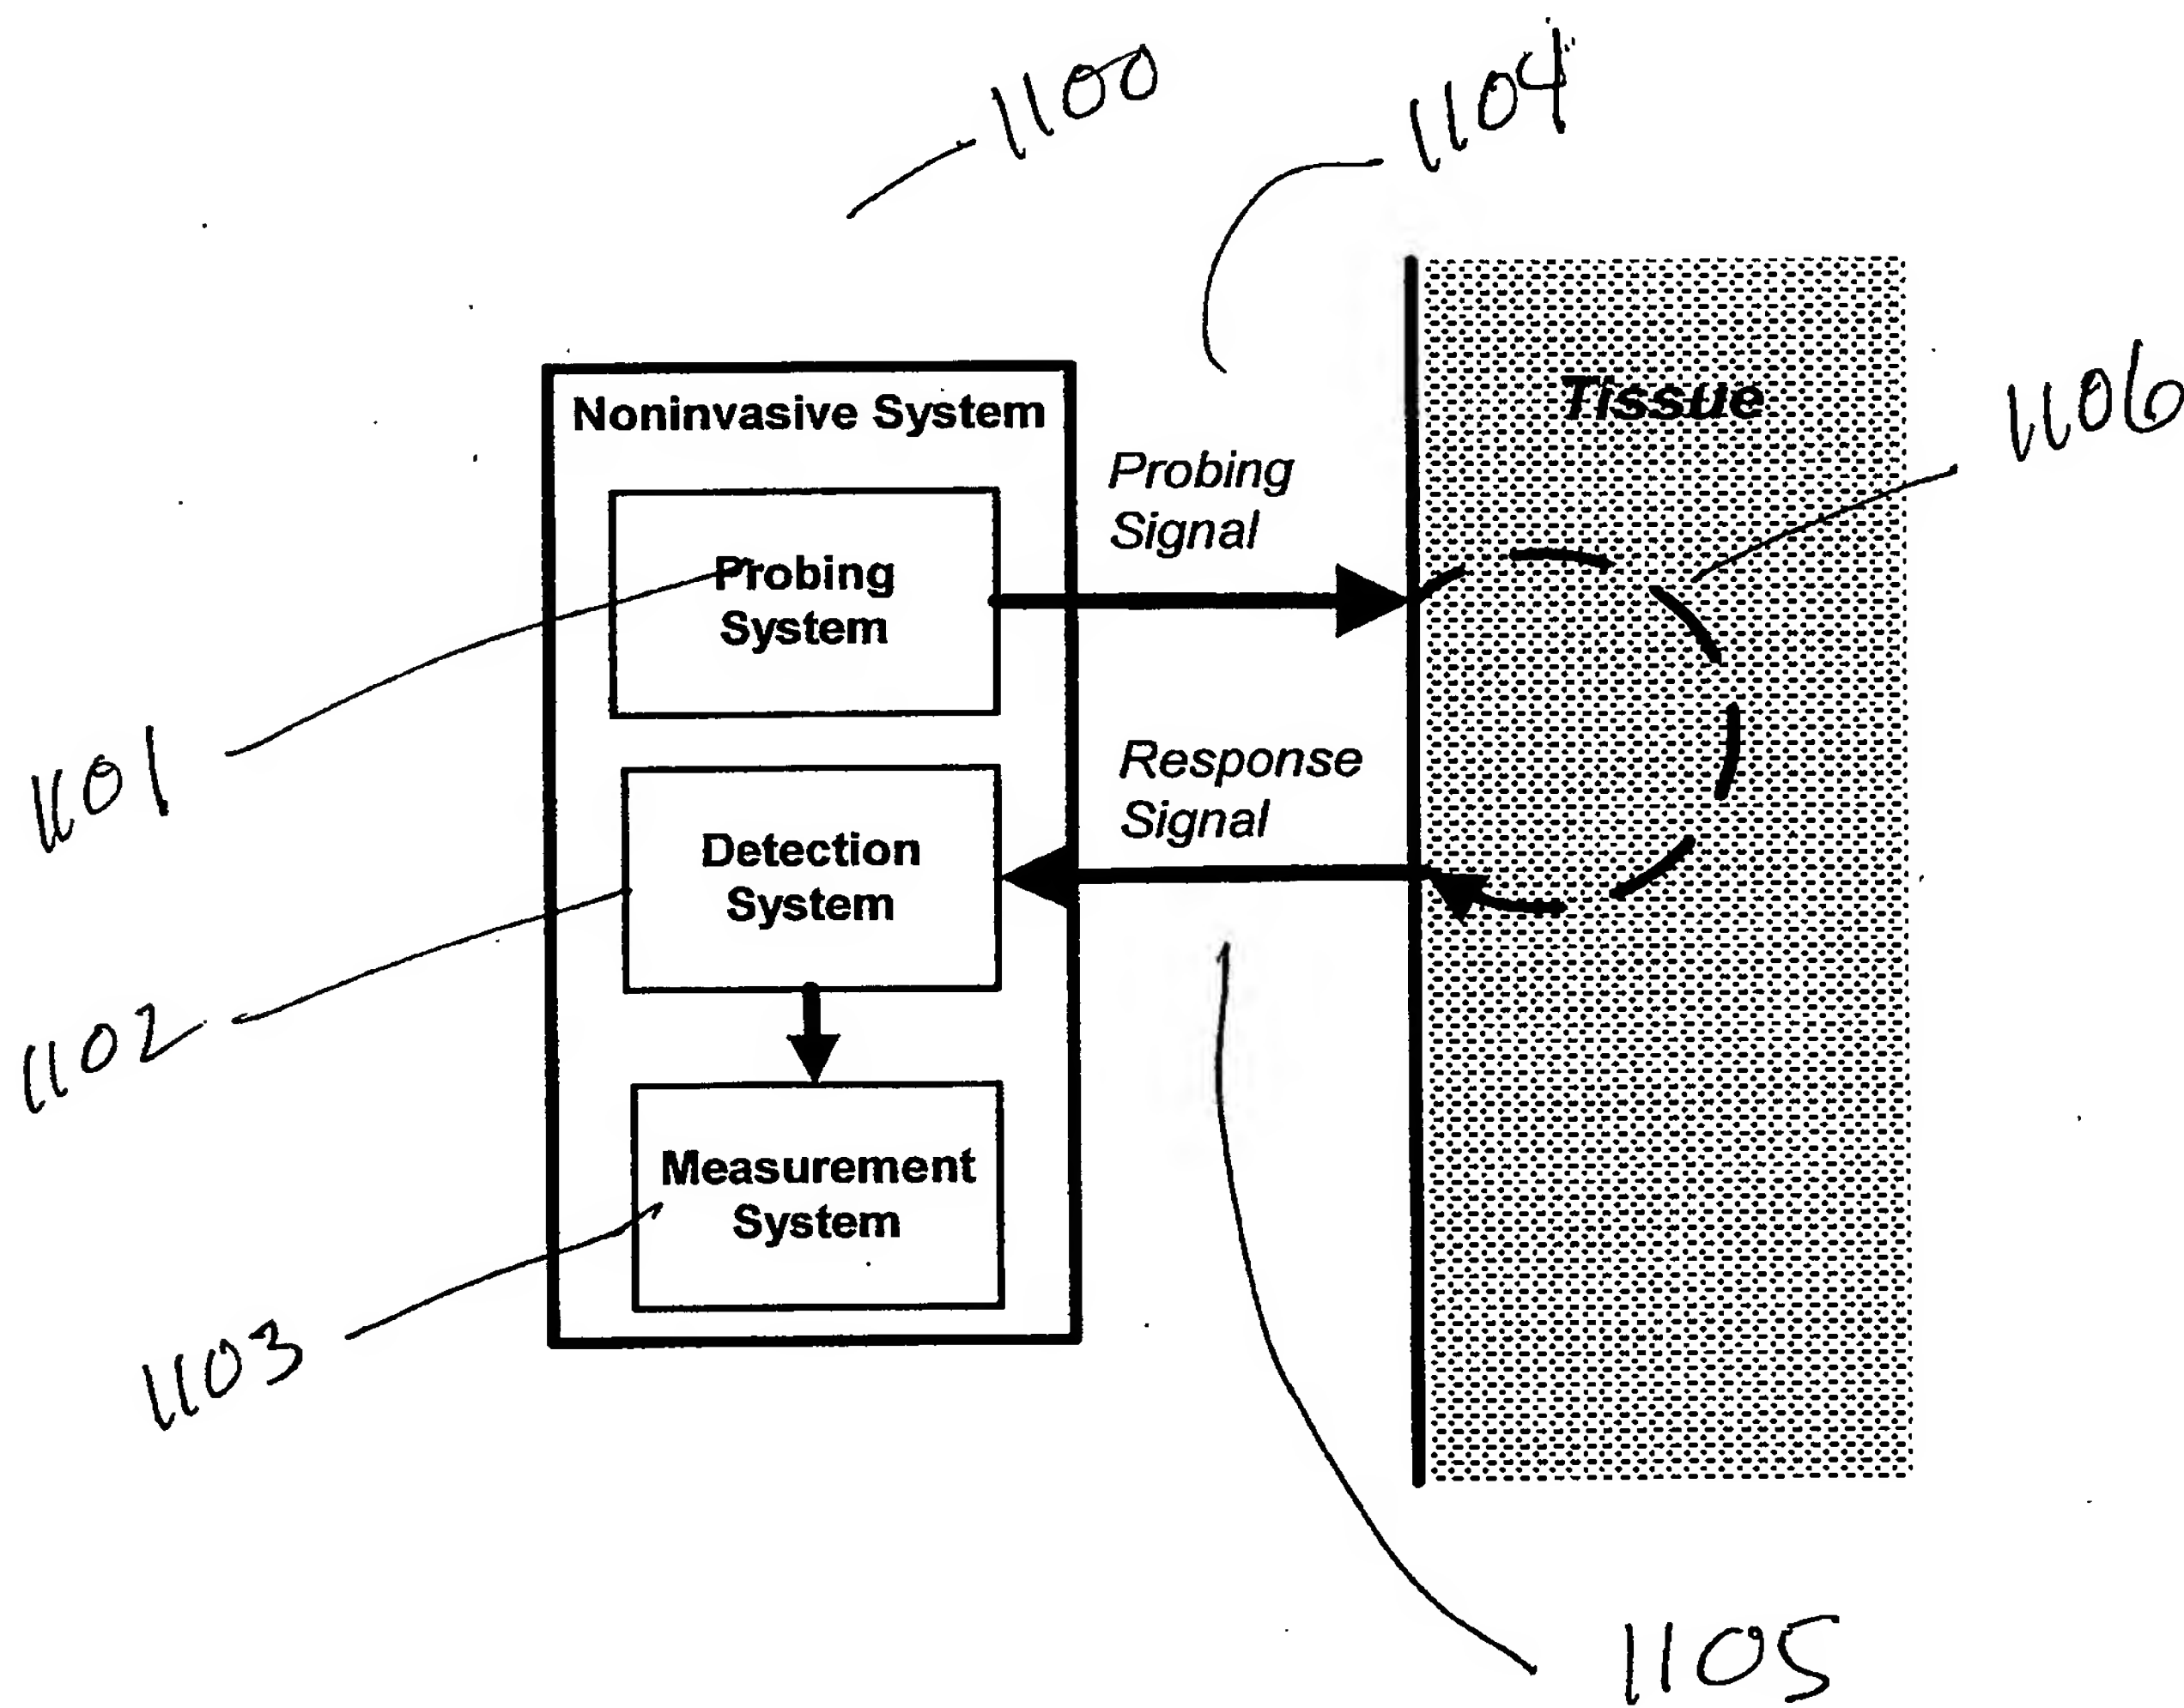 1100
1104
Noninvasive System
Tissue
1106
Probing
Signal
Probing
System
1101
Response
Signal
Detection
System
1102
Measurement
System
1103
1105